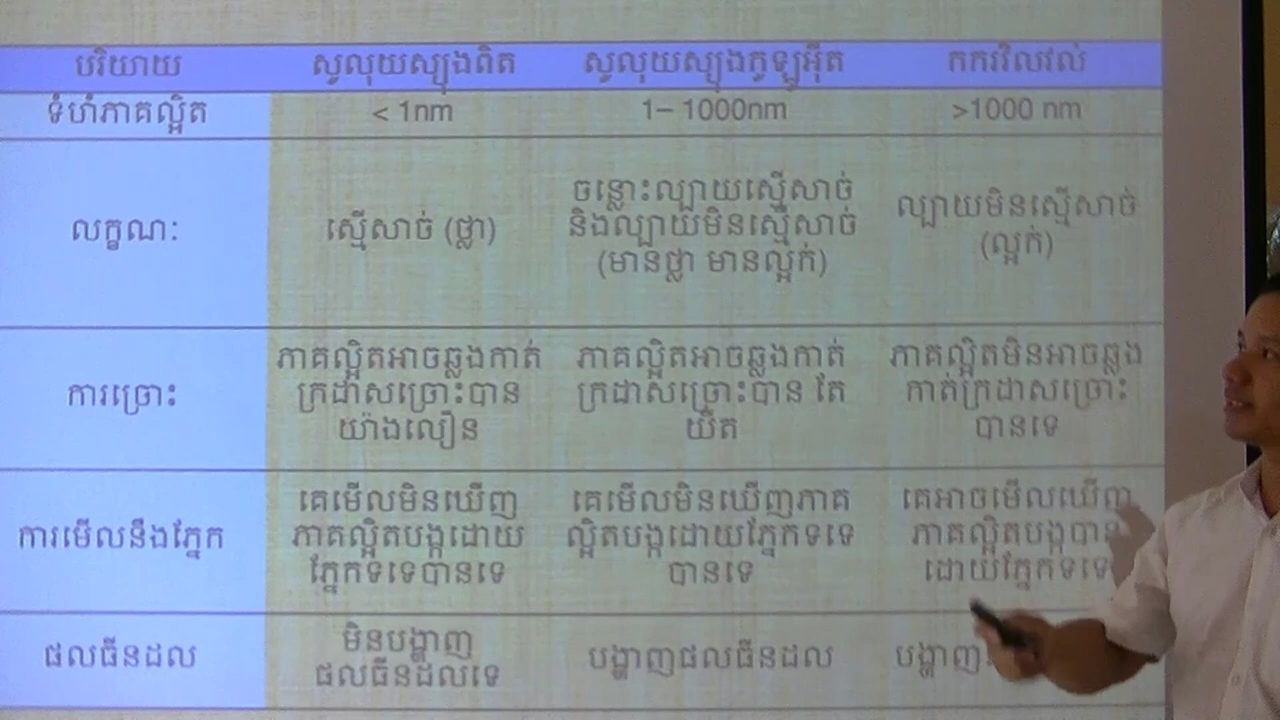 បរិយាយ សូលុយស្យុងពិត សូលុយស្យុងកូឡូអ៊ីត កករវិលវល់
ទំហំភាគល្អិត < 1nm 1– 1000nm >1000 nm
លក្ខណៈ
ស្មើសាច់ (ថ្លា)
ចន្លោះល្បាយស្មើសាច់
និងល្បាយមិនស្មើសាច់
(មានថ្លា មានល្អក់)
ល្បាយមិនស្មើសាច់
(ល្អក់)
ការច្រោះ
ភាគល្អិតអាចឆ្លងកាត់
ក្រដាសច្រោះបាន
យ៉ាងលឿន
ភាគល្អិតអាចឆ្លងកាត់
ក្រដាសច្រោះបាន តែ
យឺត
ភាគល្អិតមិនអាចឆ្លង
កាត់ក្រដាសច្រោះ
បានទេ
ការមើលនឹងភ្នែក
គេមើលមិនឃើញ
ភាគល្អិតបង្កដោយ
ភ្នែកទទេបានទេ
គេមើលមិនឃើញភាគ
ល្អិតបង្កដោយភ្នែកទទេ
បានទេ
គេអាចមើលឃើញ
ភាគល្អិតបង្កបាន
ដោយភ្នែកទទេ
ផលធីនដល
មិនបង្ហាញ
ផលធីនដលទេ
បង្ហាញផលធីនដល
បង្ហាញ